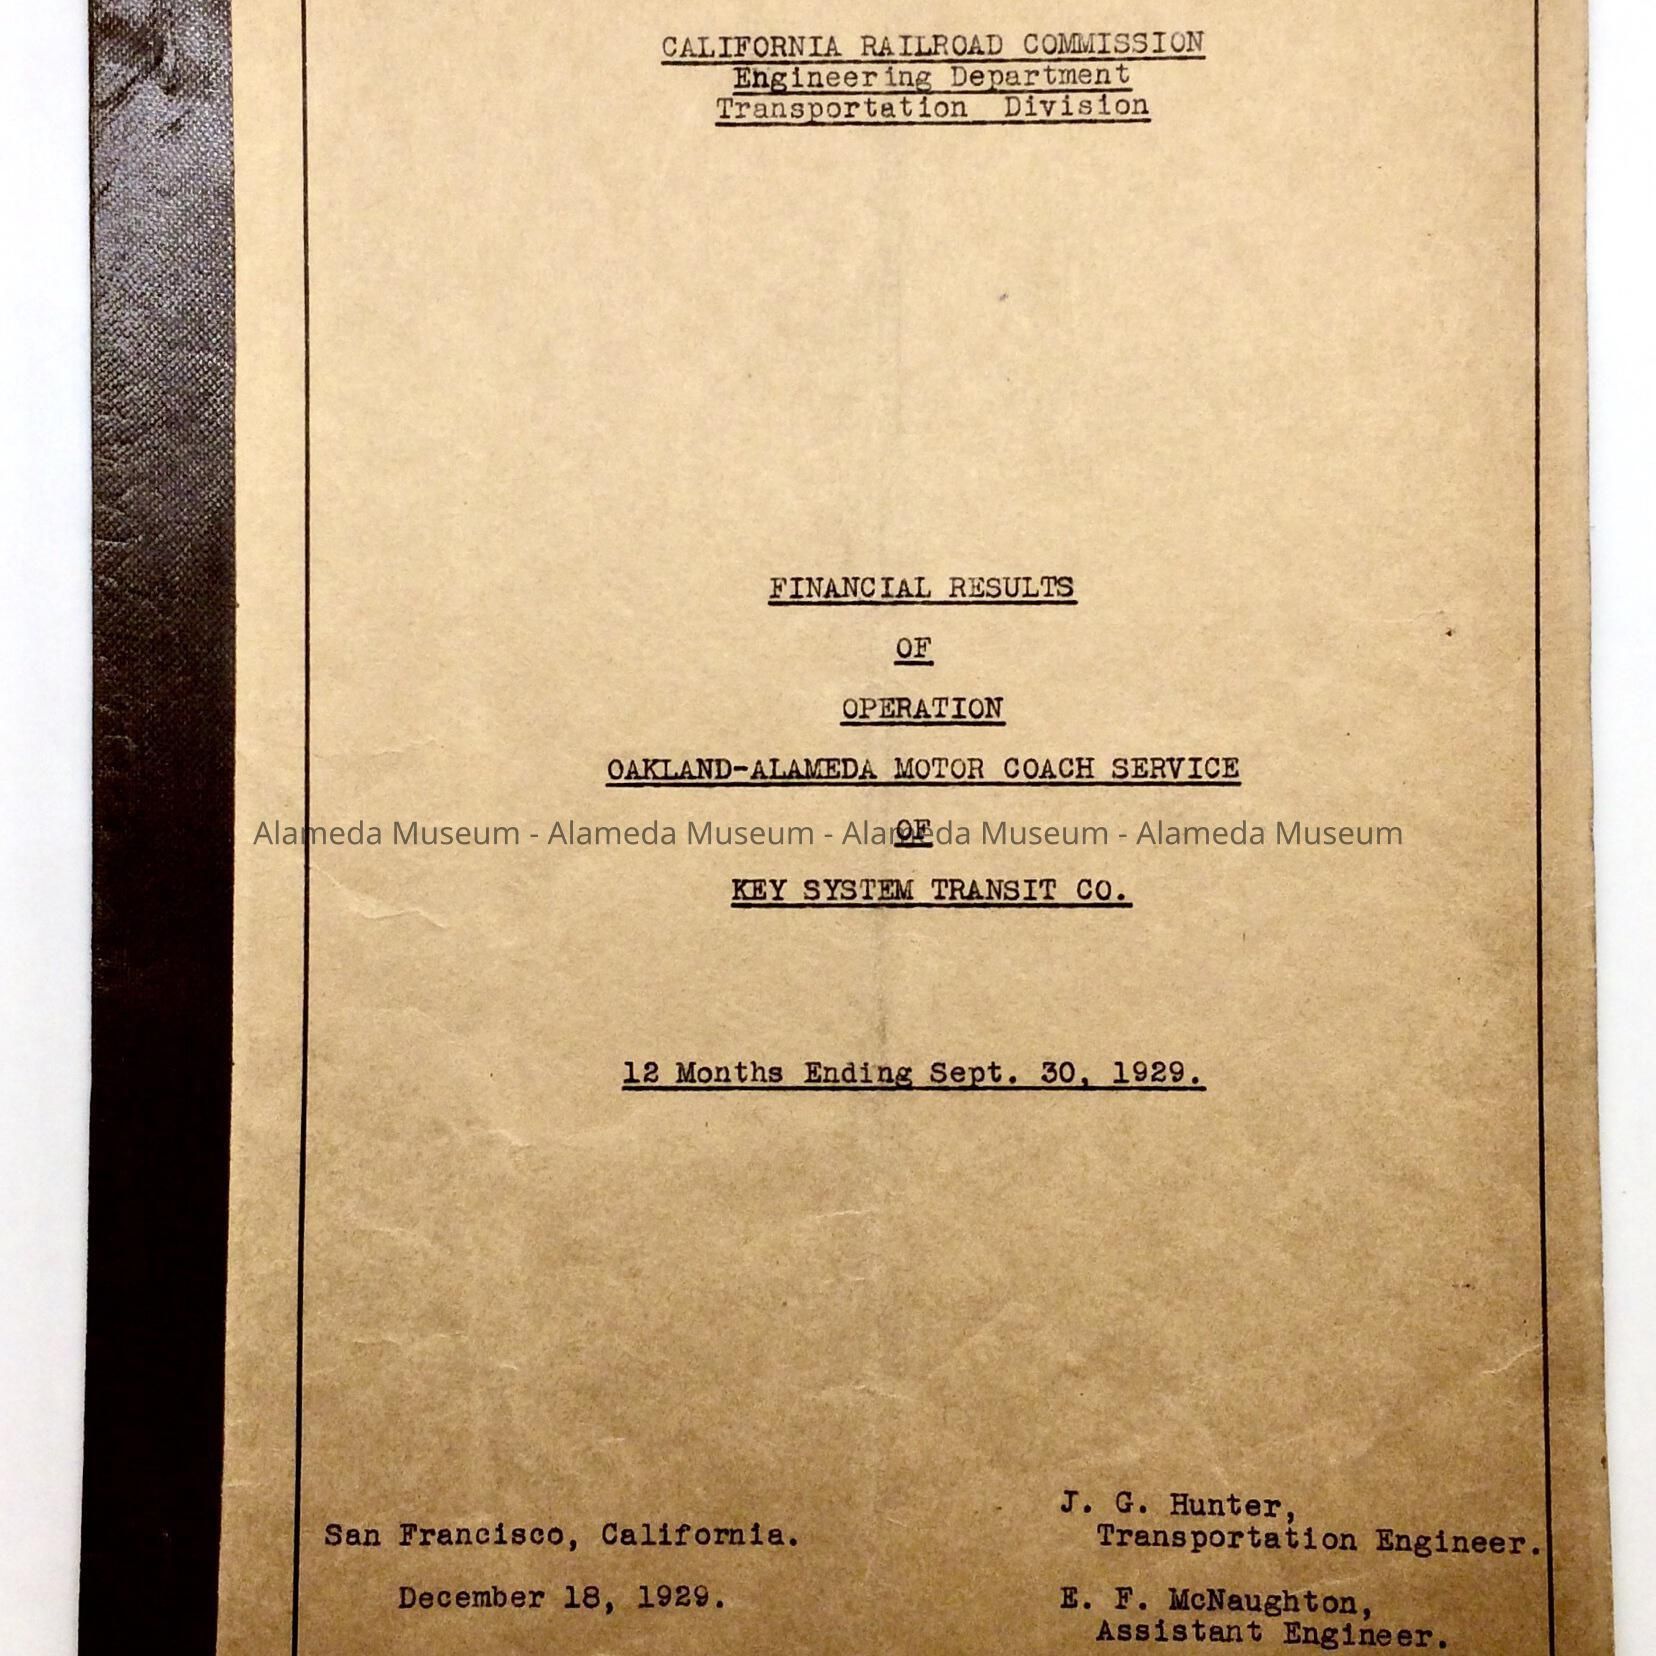 CALIFORNIA RAILROAD COMMISSION
Engineering Department
Transportation Division
FINANCIAL RESULTS
OF
OPERATION
OAKLAND-ALAMEDA MOTOR COACH SERVICE
OF
Alameda Museum - Alameda Museum - Alameda Museum - Alameda Museum
KEY SYSTEM TRANSIT CO.
12 Months Ending Sept. 30, 1929.
San Francisco, California.
December 18, 1929.
J. G. Hunter,
Transportation Engineer.
E. F. McNaughton,
Assistant Engineer.